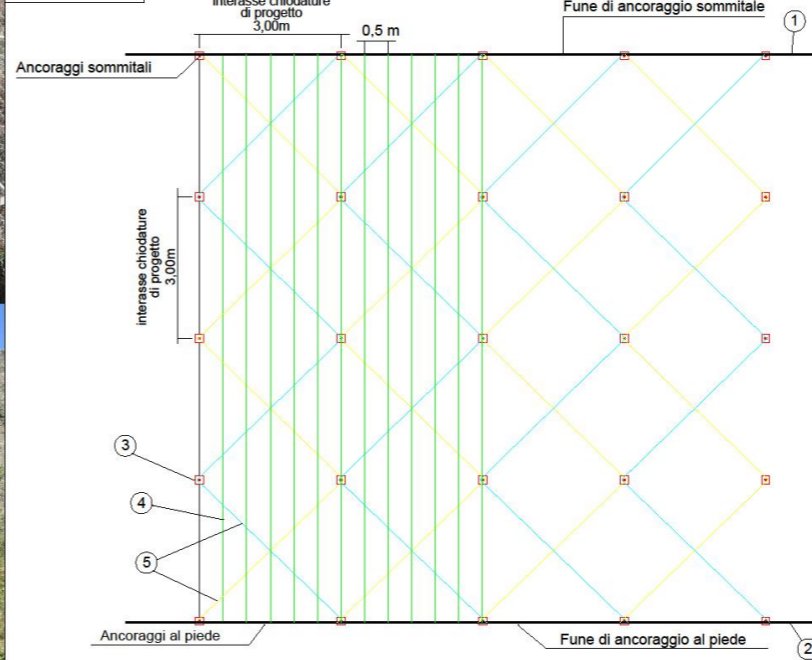 interasse chiodature
di progetto
3,00m
0,5 m
Fune di ancoraggio sommitale
1
Ancoraggi sommitali
interasse chiodature
di progetto
3,00m
3
4
5
Ancoraggi al piede
Fune di ancoraggio al piede
2